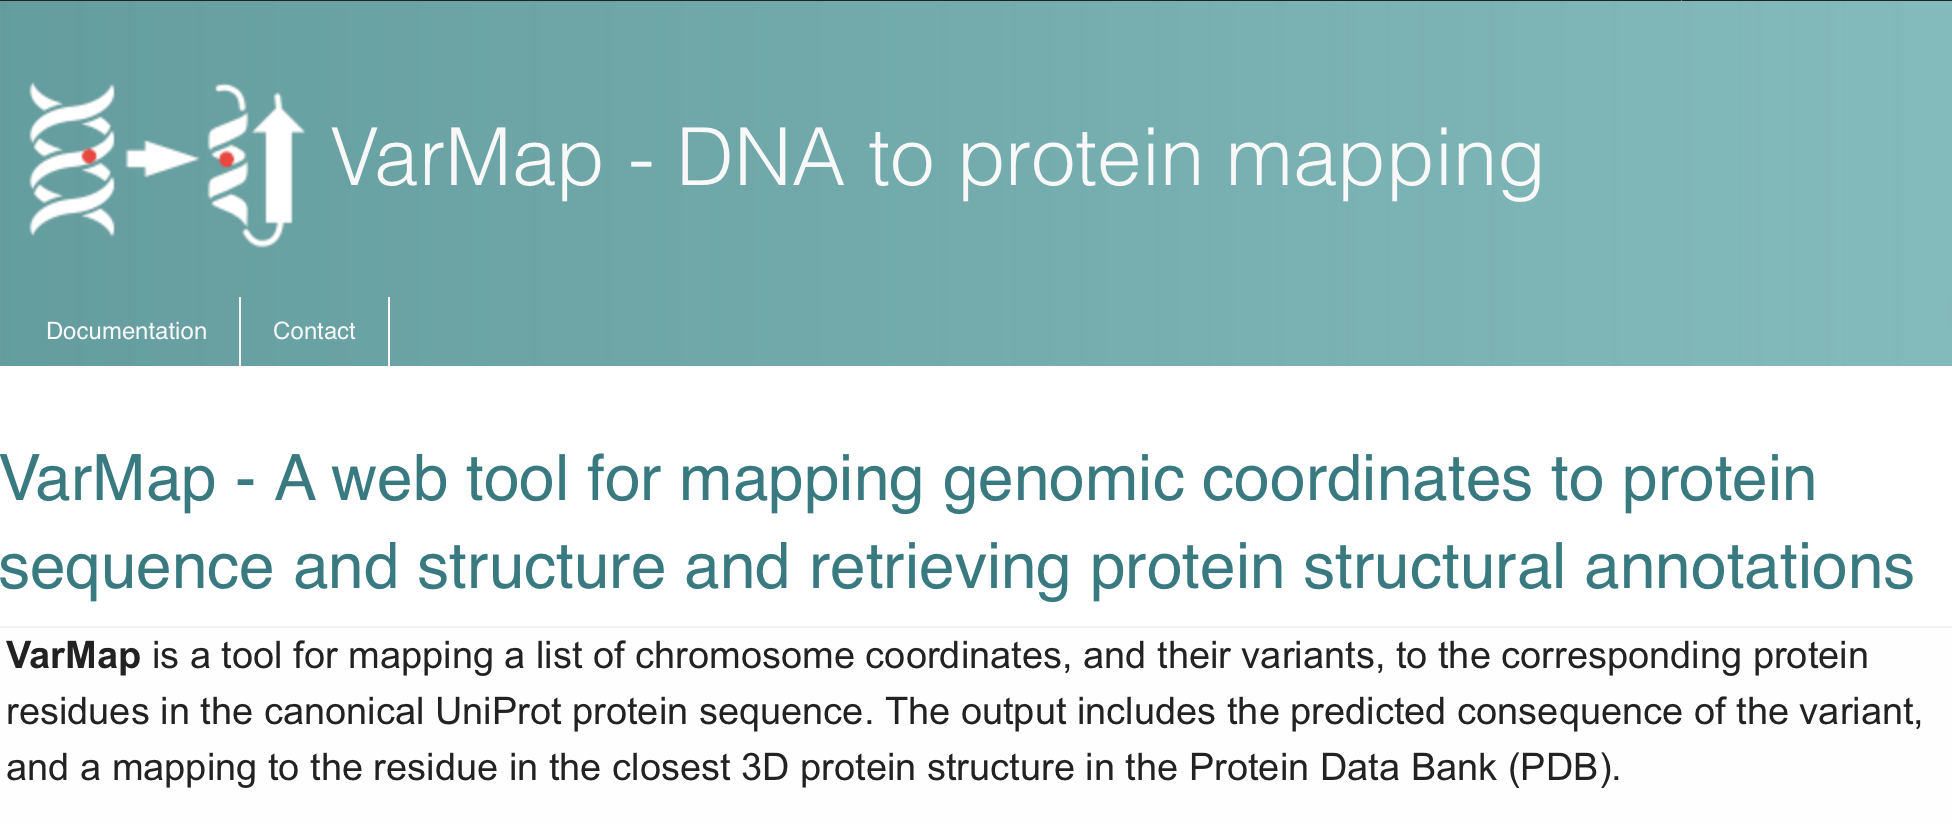 VarMap - DNA to protein mapping
Documentation
Contact
VarMap - A web tool for mapping genomic coordinates to protein
sequence and structure and retrieving protein structural annotations
VarMap is a tool for mapping a list of chromosome coordinates, and their variants, to the corresponding protein
residues in the canonical UniProt protein sequence. The output includes the predicted consequence of the variant,
and a mapping to the residue in the closest 3D protein structure in the Protein Data Bank (PDB).